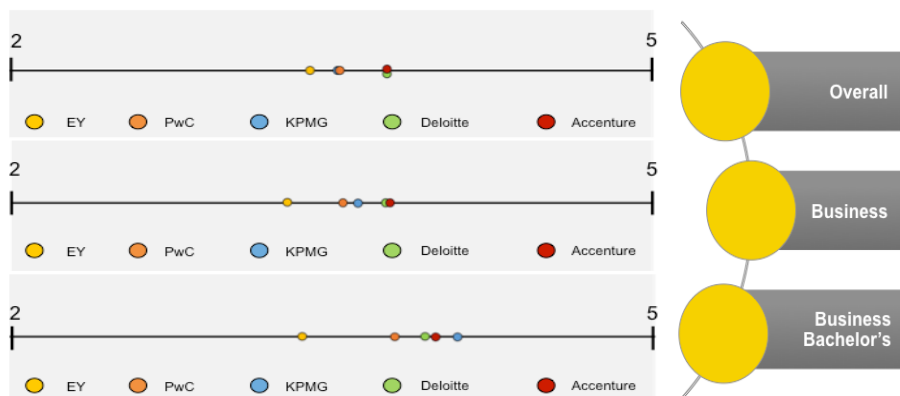 2 5
EY PwC KPMG Deloitte Accenture
Overall
2 5
EY PwC KPMG Deloitte Accenture
Business
2 5
EY PwC KPMG Deloitte Accenture
Business
Bachelor's